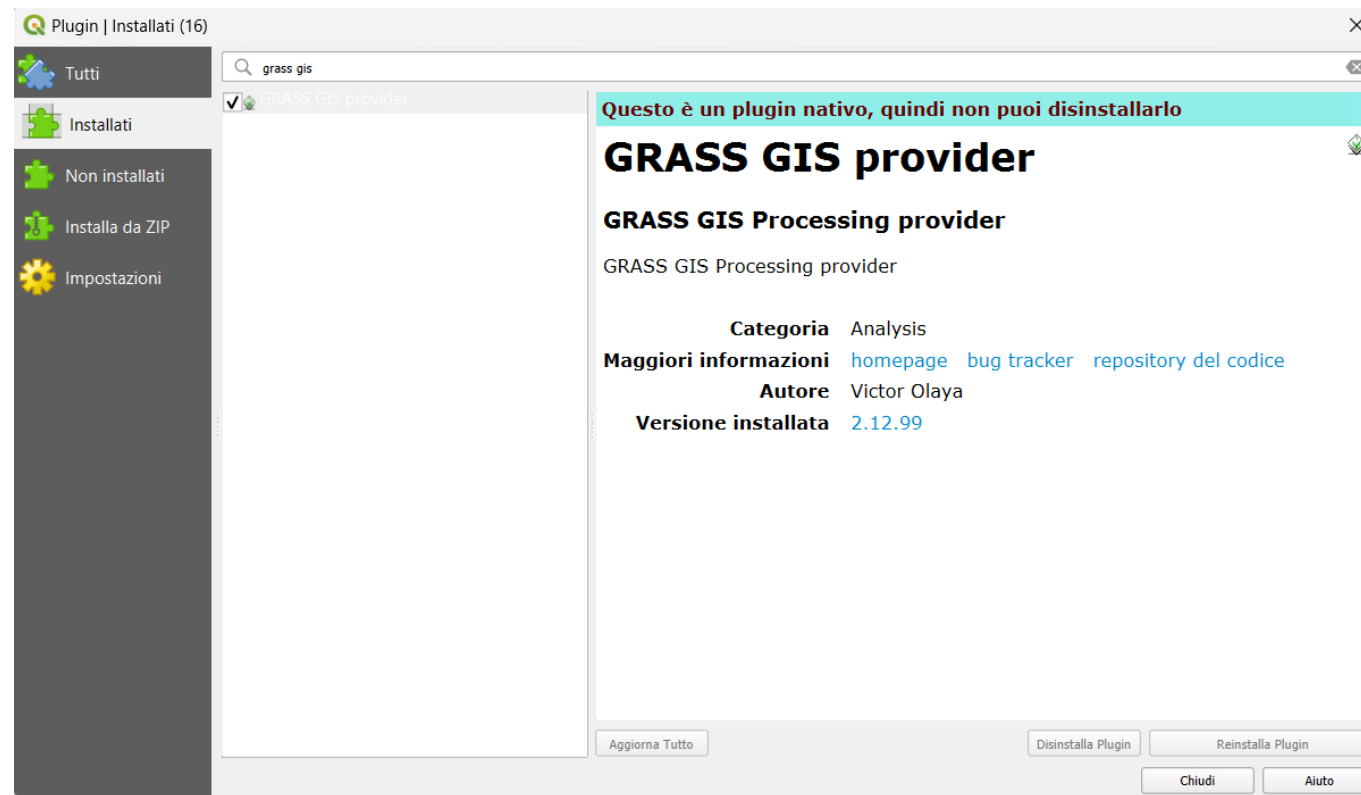 Plugin | Installati (16)
Tutti
Installati
Non installati
Installa da ZIP
Impostazioni
grass gis
GRASS GIS provider
Questo è un plugin nativo, quindi non puoi disinstallarlo
GRASS GIS provider
GRASS GIS Processing provider
GRASS GIS Processing provider
Categoria Analysis
Maggiori informazioni homepage bug tracker repository del codice
Autore Victor Olaya
Versione installata 2.12.99
Aggiorna Tutto Disinstalla Plugin Reinstalla Plugin
Chiudi Aiuto